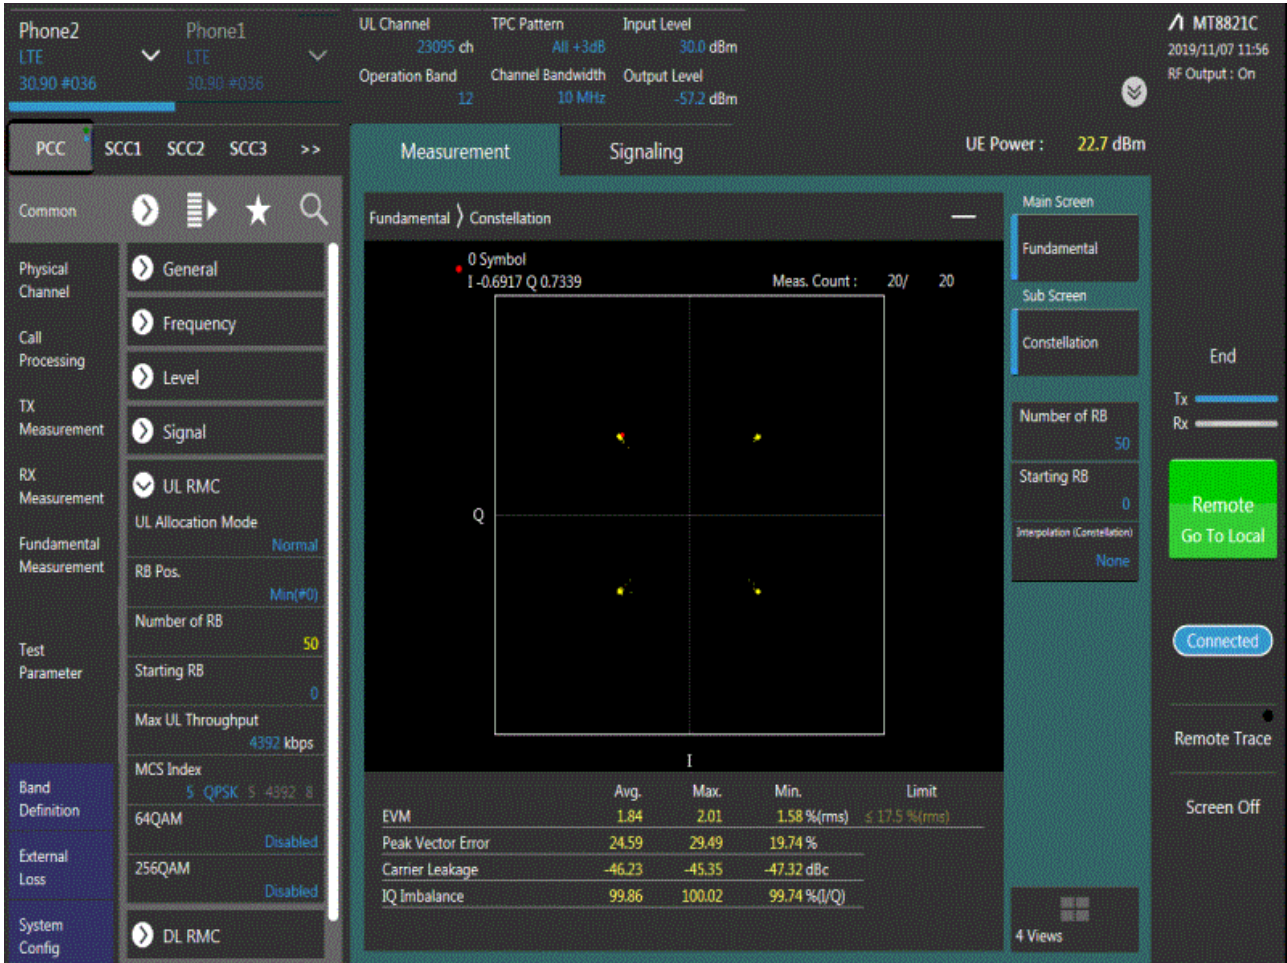 Phone2
LTE
30.90 #036
Phone1
LTE
30.90 #036
UL Channel
23095 ch
TPC Pattern
All +3dB
Input Level
30.0 dBm
Operation Band
12
Channel Bandwidth
10 MHz
Output Level
-57.2 dBm
MT8821C
2019/11/07 11:56
RF Output : On
PCC SCC1 SCC2 SCC3 >>
Measurement
Signaling
UE Power : 22.7 dBm
Common
Physical
Channel
Call
Processing
TX
Measurement
RX
Measurement
Fundamental
Measurement
Test
Parameter
Band
Definition
External
Loss
System
Config
General
Frequency
Level
Signal
UL RMC
UL Allocation Mode
Normal
RB Pos.
Min(#0)
Number of RB
50
Starting RB
0
Max UL Throughput
4392 kbps
MCS Index
5 QPSK 5 4392 8
64QAM
Disabled
256QAM
Disabled
DL RMC
Fundamental 〉 Constellation
0 Symbol
I -0.6917 Q 0.7339
Meas. Count : 20/ 20
Q
I
Avg. Max. Min. Limit
EVM 1.84 2.01 1.58 %(rms) ≤ 17.5 %(rms)
Peak Vector Error 24.59 29.49 19.74 %
Carrier Leakage -46.23 -45.35 -47.32 dBc
IQ Imbalance 99.86 100.02 99.74 %(I/Q)
Main Screen
Fundamental
Sub Screen
Constellation
Number of RB
50
Starting RB
0
Interpolation (Constellation)
None
4 Views
End
Tx
Rx
Remote
Go To Local
Connected
Remote Trace
Screen Off